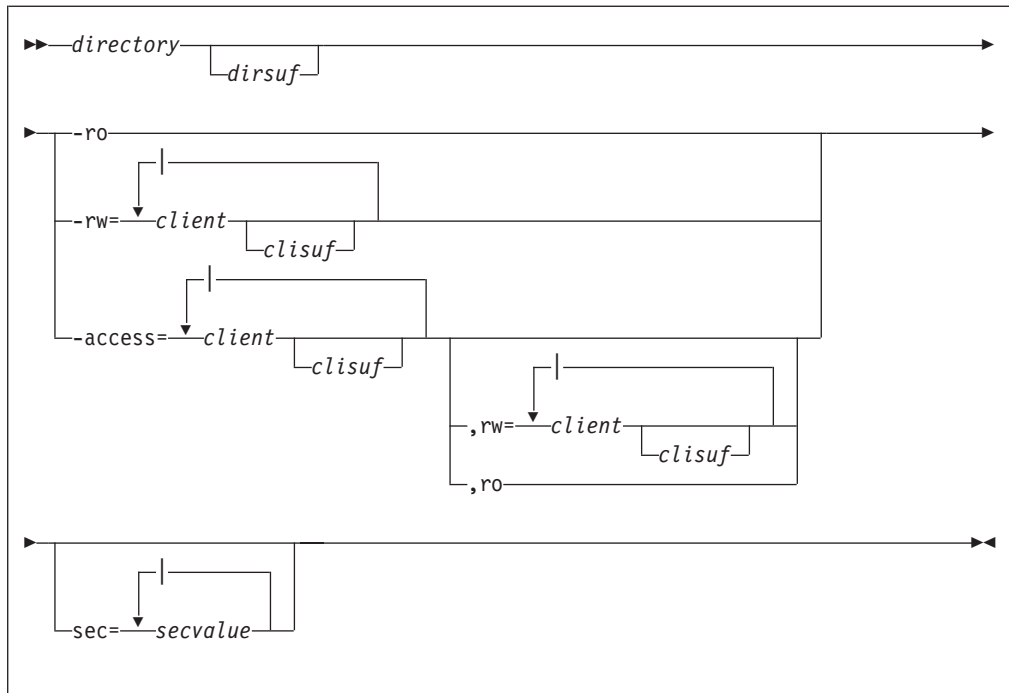 directory
dirsuf
-ro
|
-rw= client
clisuf
|
-access= client
clisuf
|
,rw= client
clisuf
,ro
|
sec= secvalue